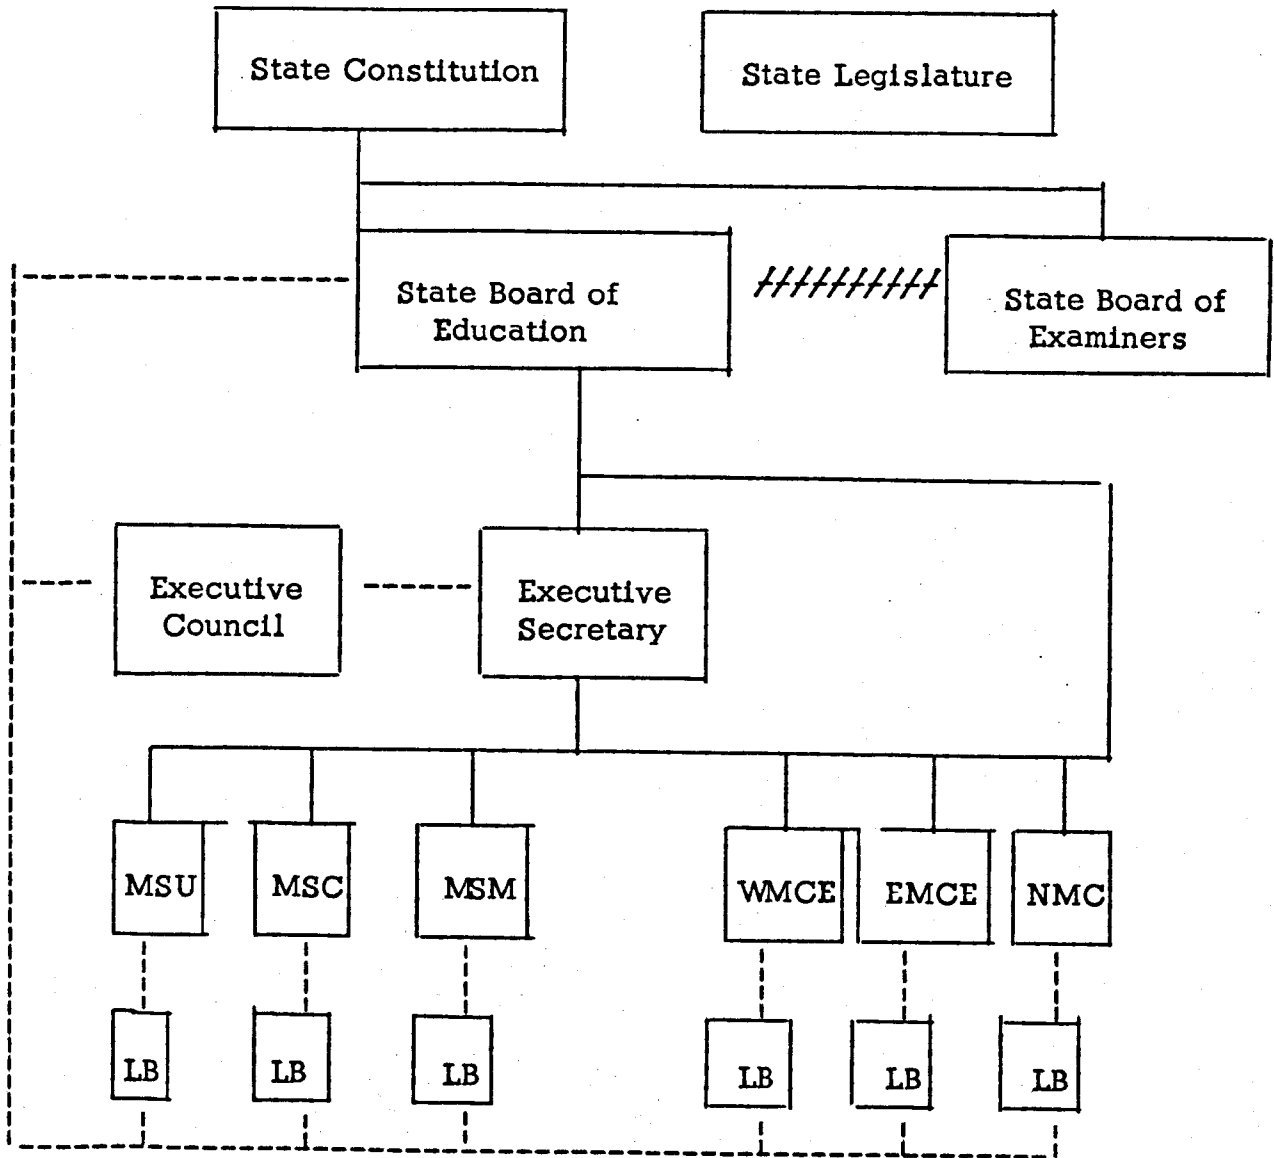 State Constitution
State Legislature
State Board of
Education
State Board of
Examiners
Executive
Council
Executive
Secretary
MSU
MSC
MSM
WMCE
EMCE
NMC
LB
LB
LB
LB
LB
LB